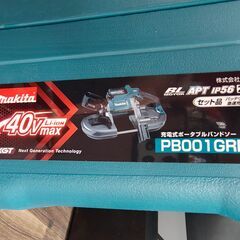 株式会社
makita
BL APT IP56
セット品
40Vmax
Li-ION
XGT Next Generation Technology
充電式ポータブルバンドソー
PB001GR